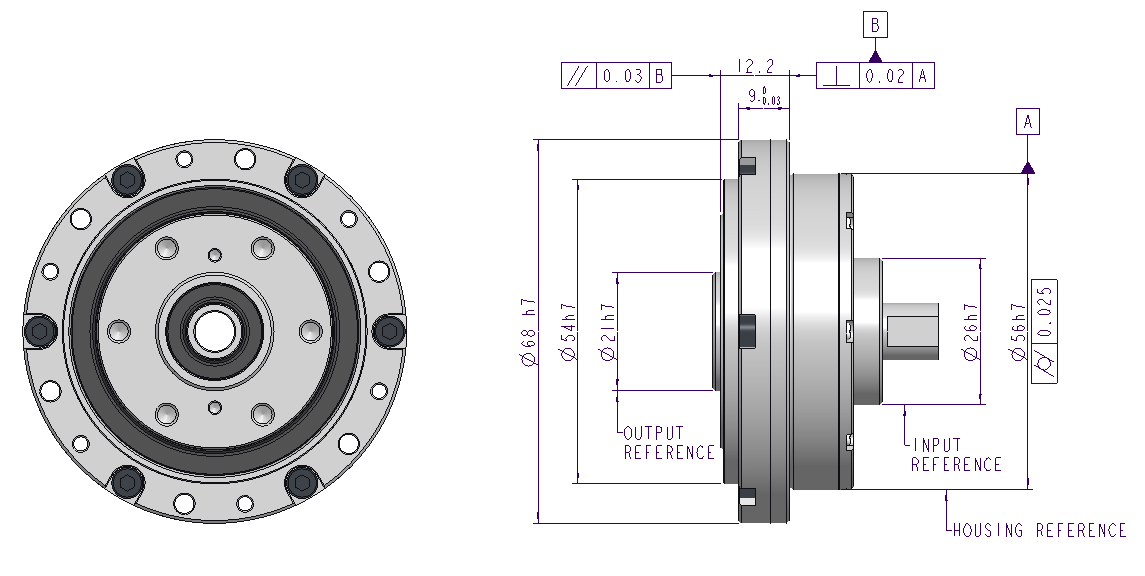 B
// 0.03 B
12.2
⊥ 0.02 A
9 0 -0.03
A
Ø68 h7
Ø54h7
Ø21h7
Ø26h7
Ø56h7
⌭ 0.025
OUTPUT
REFERENCE
INPUT
REFERENCE
HOUSING REFERENCE